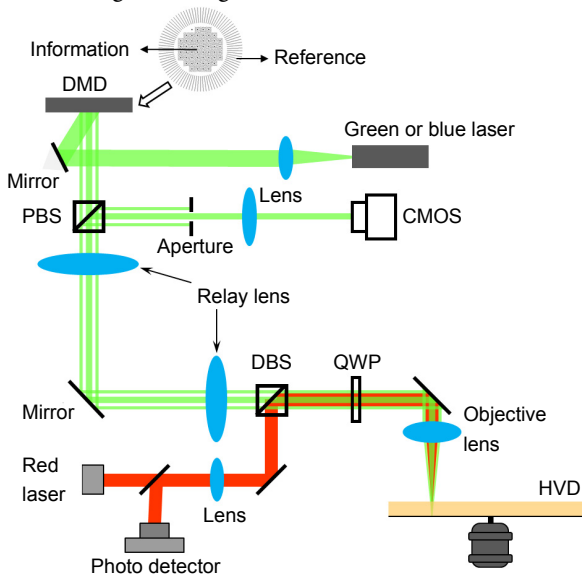 Information
Reference
DMD
Green or blue laser
Mirror
Lens
PBS
CMOS
Aperture
Relay lens
DBS
QWP
Mirror
Objective
lens
Red
laser
HVD
Lens
Photo detector